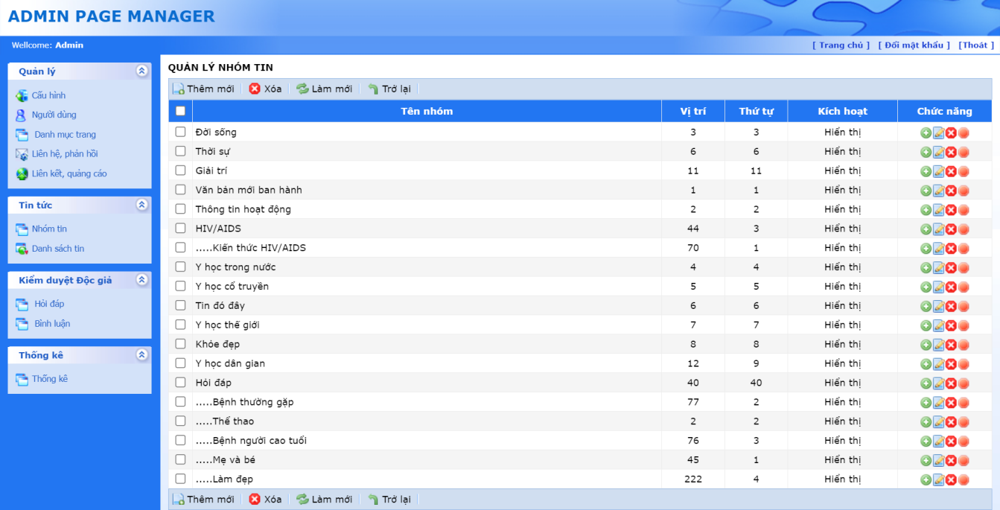 ADMIN PAGE MANAGER
Wellcome: Admin
[ Trang chủ ] [ Đổi mật khẩu ] [Thoát ]
Quản lý
Cấu hình
Người dùng
Danh mục trang
Liên hệ, phản hồi
Liên kết, quảng cáo
Tin tức
Nhóm tin
Danh sách tin
Kiểm duyệt Độc giả
Hỏi đáp
Bình luận
Thống kê
Thống kê
QUẢN LÝ NHÓM TIN
Thêm mới Xóa Làm mới Trở lại
Tên nhóm Vị trí Thứ tự Kích hoạt Chức năng
Đời sống 3 3 Hiển thị
Thời sự 6 6 Hiển thị
Giải trí 11 11 Hiển thị
Văn bản mới ban hành 1 1 Hiển thị
Thông tin hoạt động 2 2 Hiển thị
HIV/AIDS 44 3 Hiển thị
.....Kiến thức HIV/AIDS 70 1 Hiển thị
Y học trong nước 4 4 Hiển thị
Y học cổ truyền 5 5 Hiển thị
Tin đó đây 6 6 Hiển thị
Y học thế giới 7 7 Hiển thị
Khỏe đẹp 8 8 Hiển thị
Y học dân gian 12 9 Hiển thị
Hỏi đáp 40 40 Hiển thị
.....Bệnh thường gặp 77 2 Hiển thị
.....Thể thao 2 2 Hiển thị
.....Bệnh người cao tuổi 76 3 Hiển thị
.....Mẹ và bé 45 1 Hiển thị
.....Làm đẹp 222 4 Hiển thị
Thêm mới Xóa Làm mới Trở lại